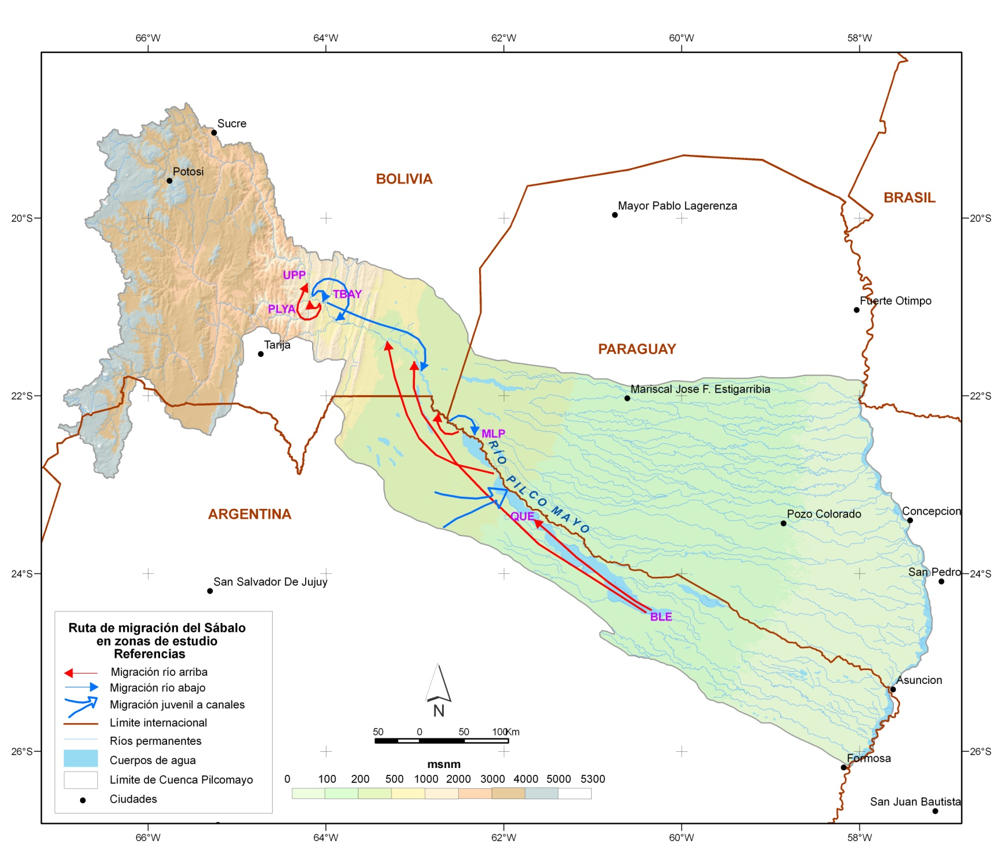 66°W 64°W 62°W 60°W 58°W
Sucre
Potosi
BOLIVIA
BRASIL
Mayor Pablo Lagerenza
20°S 20°S
UPP
TBAY
PLYA
Fuerte Otimpo
Tarija
PARAGUAY
Mariscal Jose F. Estigarribia
22°S 22°S
MLP
RÍO PILCO MAYO
ARGENTINA
QUE
Pozo Colorado
Concepcion
24°S 24°S
San Pedro
San Salvador De Jujuy
BLE
Ruta de migración del Sábalo
en zonas de estudio
Referencias
Migración río arriba
Migración río abajo
Migración juvenil a canales
Límite internacional
Ríos permanentes
Cuerpos de agua
Límite de Cuenca Pilcomayo
Ciudades
Asuncion
N
50 0 50 100Km
26°S 26°S
Formosa
msnm
0 100 200 500 1000 2000 3000 4000 5000 5300
San Juan Bautista
66°W 64°W 62°W 60°W 58°W